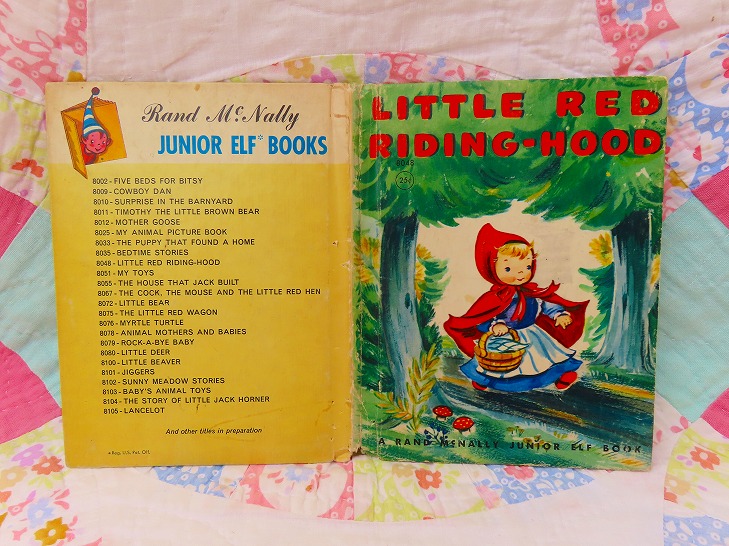 Rand McNally
JUNIOR ELF* BOOKS
8002 - FIVE BEDS FOR BITSY
8009 - COWBOY DAN
8010 - SURPRISE IN THE BARNYARD
8011 - TIMOTHY THE LITTLE BROWN BEAR
8012 - MOTHER GOOSE
8025 - MY ANIMAL PICTURE BOOK
8033 - THE PUPPY THAT FOUND A HOME
8035 - BEDTIME STORIES
8048 - LITTLE RED RIDING-HOOD
8051 - MY TOYS
8055 - THE HOUSE THAT JACK BUILT
8067 - THE COCK, THE MOUSE AND THE LITTLE RED HEN
8072 - LITTLE BEAR
8075 - THE LITTLE RED WAGON
8076 - MYRTLE TURTLE
8078 - ANIMAL MOTHERS AND BABIES
8079 - ROCK-A-BYE BABY
8080 - LITTLE DEER
8100 - LITTLE BEAVER
8101 - JIGGERS
8102 - SUNNY MEADOW STORIES
8103 - BABY'S ANIMAL TOYS
8104 - THE STORY OF LITTLE JACK HORNER
8105 - LANCELOT
And other titles in preparation
*Reg. U.S. Pat. Off.
LITTLE RED
RIDING-HOOD
8048
25¢
A RAND McNALLY JUNIOR ELF BOOK